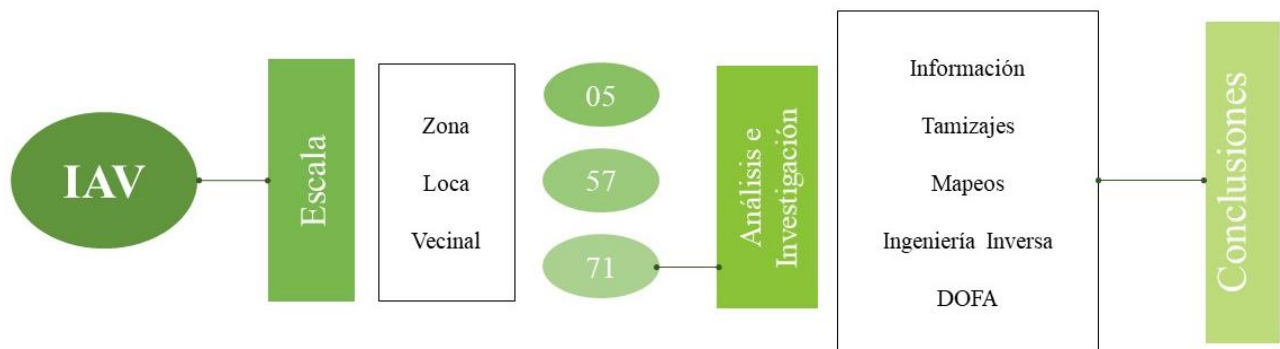 IAV
Escala
Zona
Loca
Vecinal
05
57
71
Análisis e
Investigación
Información
Tamizajes
Mapeos
Ingeniería Inversa
DOFA
Conclusiones